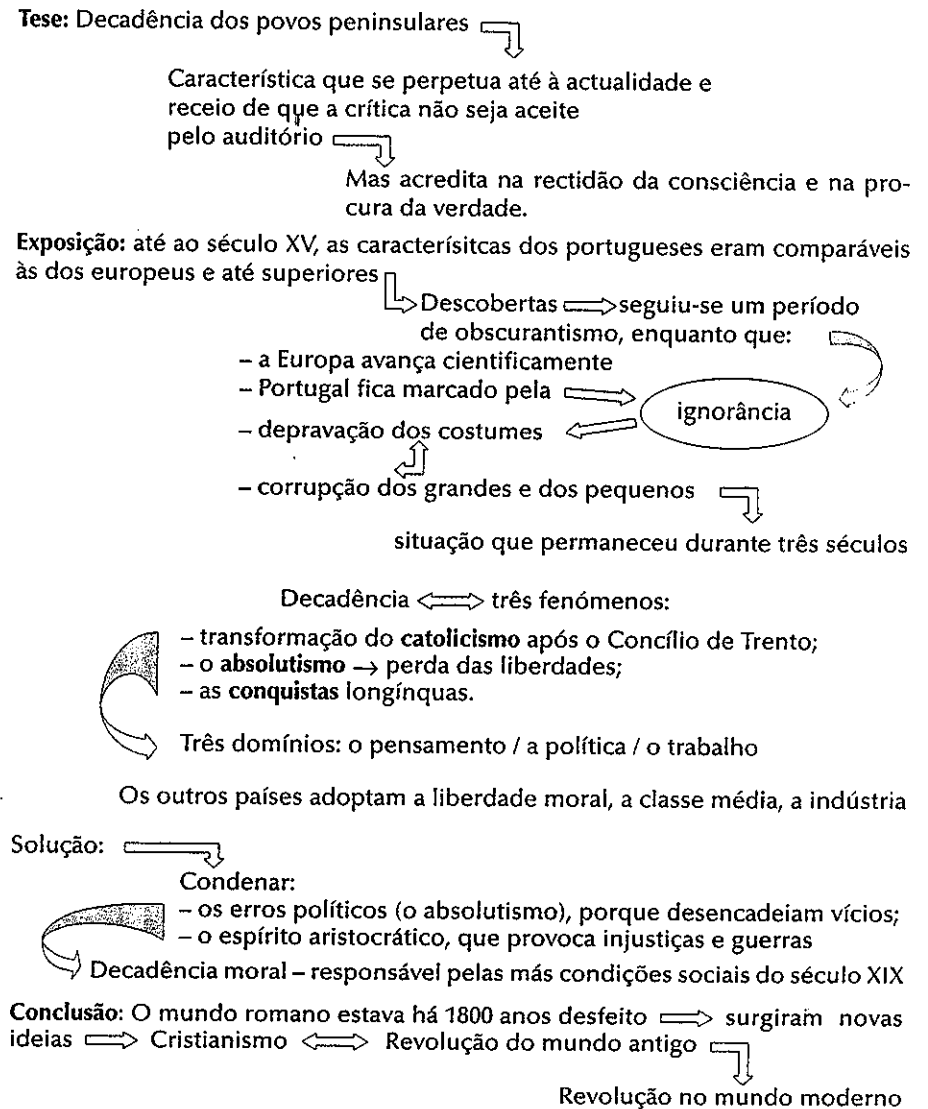 Tese: Decadência dos povos peninsulares
Característica que se perpetua até à actualidade e
receio de que a crítica não seja aceite
pelo auditório
Mas acredita na rectidão da consciência e na pro-
cura da verdade.
Exposição: até ao século XV, as caracterísitcas dos portugueses eram comparáveis
às dos europeus e até superiores
Descobertas ⇨ seguiu-se um período
de obscurantismo, enquanto que:
– a Europa avança cientificamente
– Portugal fica marcado pela
ignorância
– depravação dos costumes
– corrupção dos grandes e dos pequenos
situação que permaneceu durante três séculos
Decadência ⇔ três fenómenos:
– transformação do catolicismo após o Concílio de Trento;
– o absolutismo → perda das liberdades;
– as conquistas longínquas.
Três domínios: o pensamento / a política / o trabalho
Os outros países adoptam a liberdade moral, a classe média, a indústria
Solução:
Condenar:
– os erros políticos (o absolutismo), porque desencadeiam vícios;
– o espírito aristocrático, que provoca injustiças e guerras
Decadência moral – responsável pelas más condições sociais do século XIX
Conclusão: O mundo romano estava há 1800 anos desfeito ⇨ surgiram novas
ideias ⇨ Cristianismo ⇔ Revolução do mundo antigo
Revolução no mundo moderno